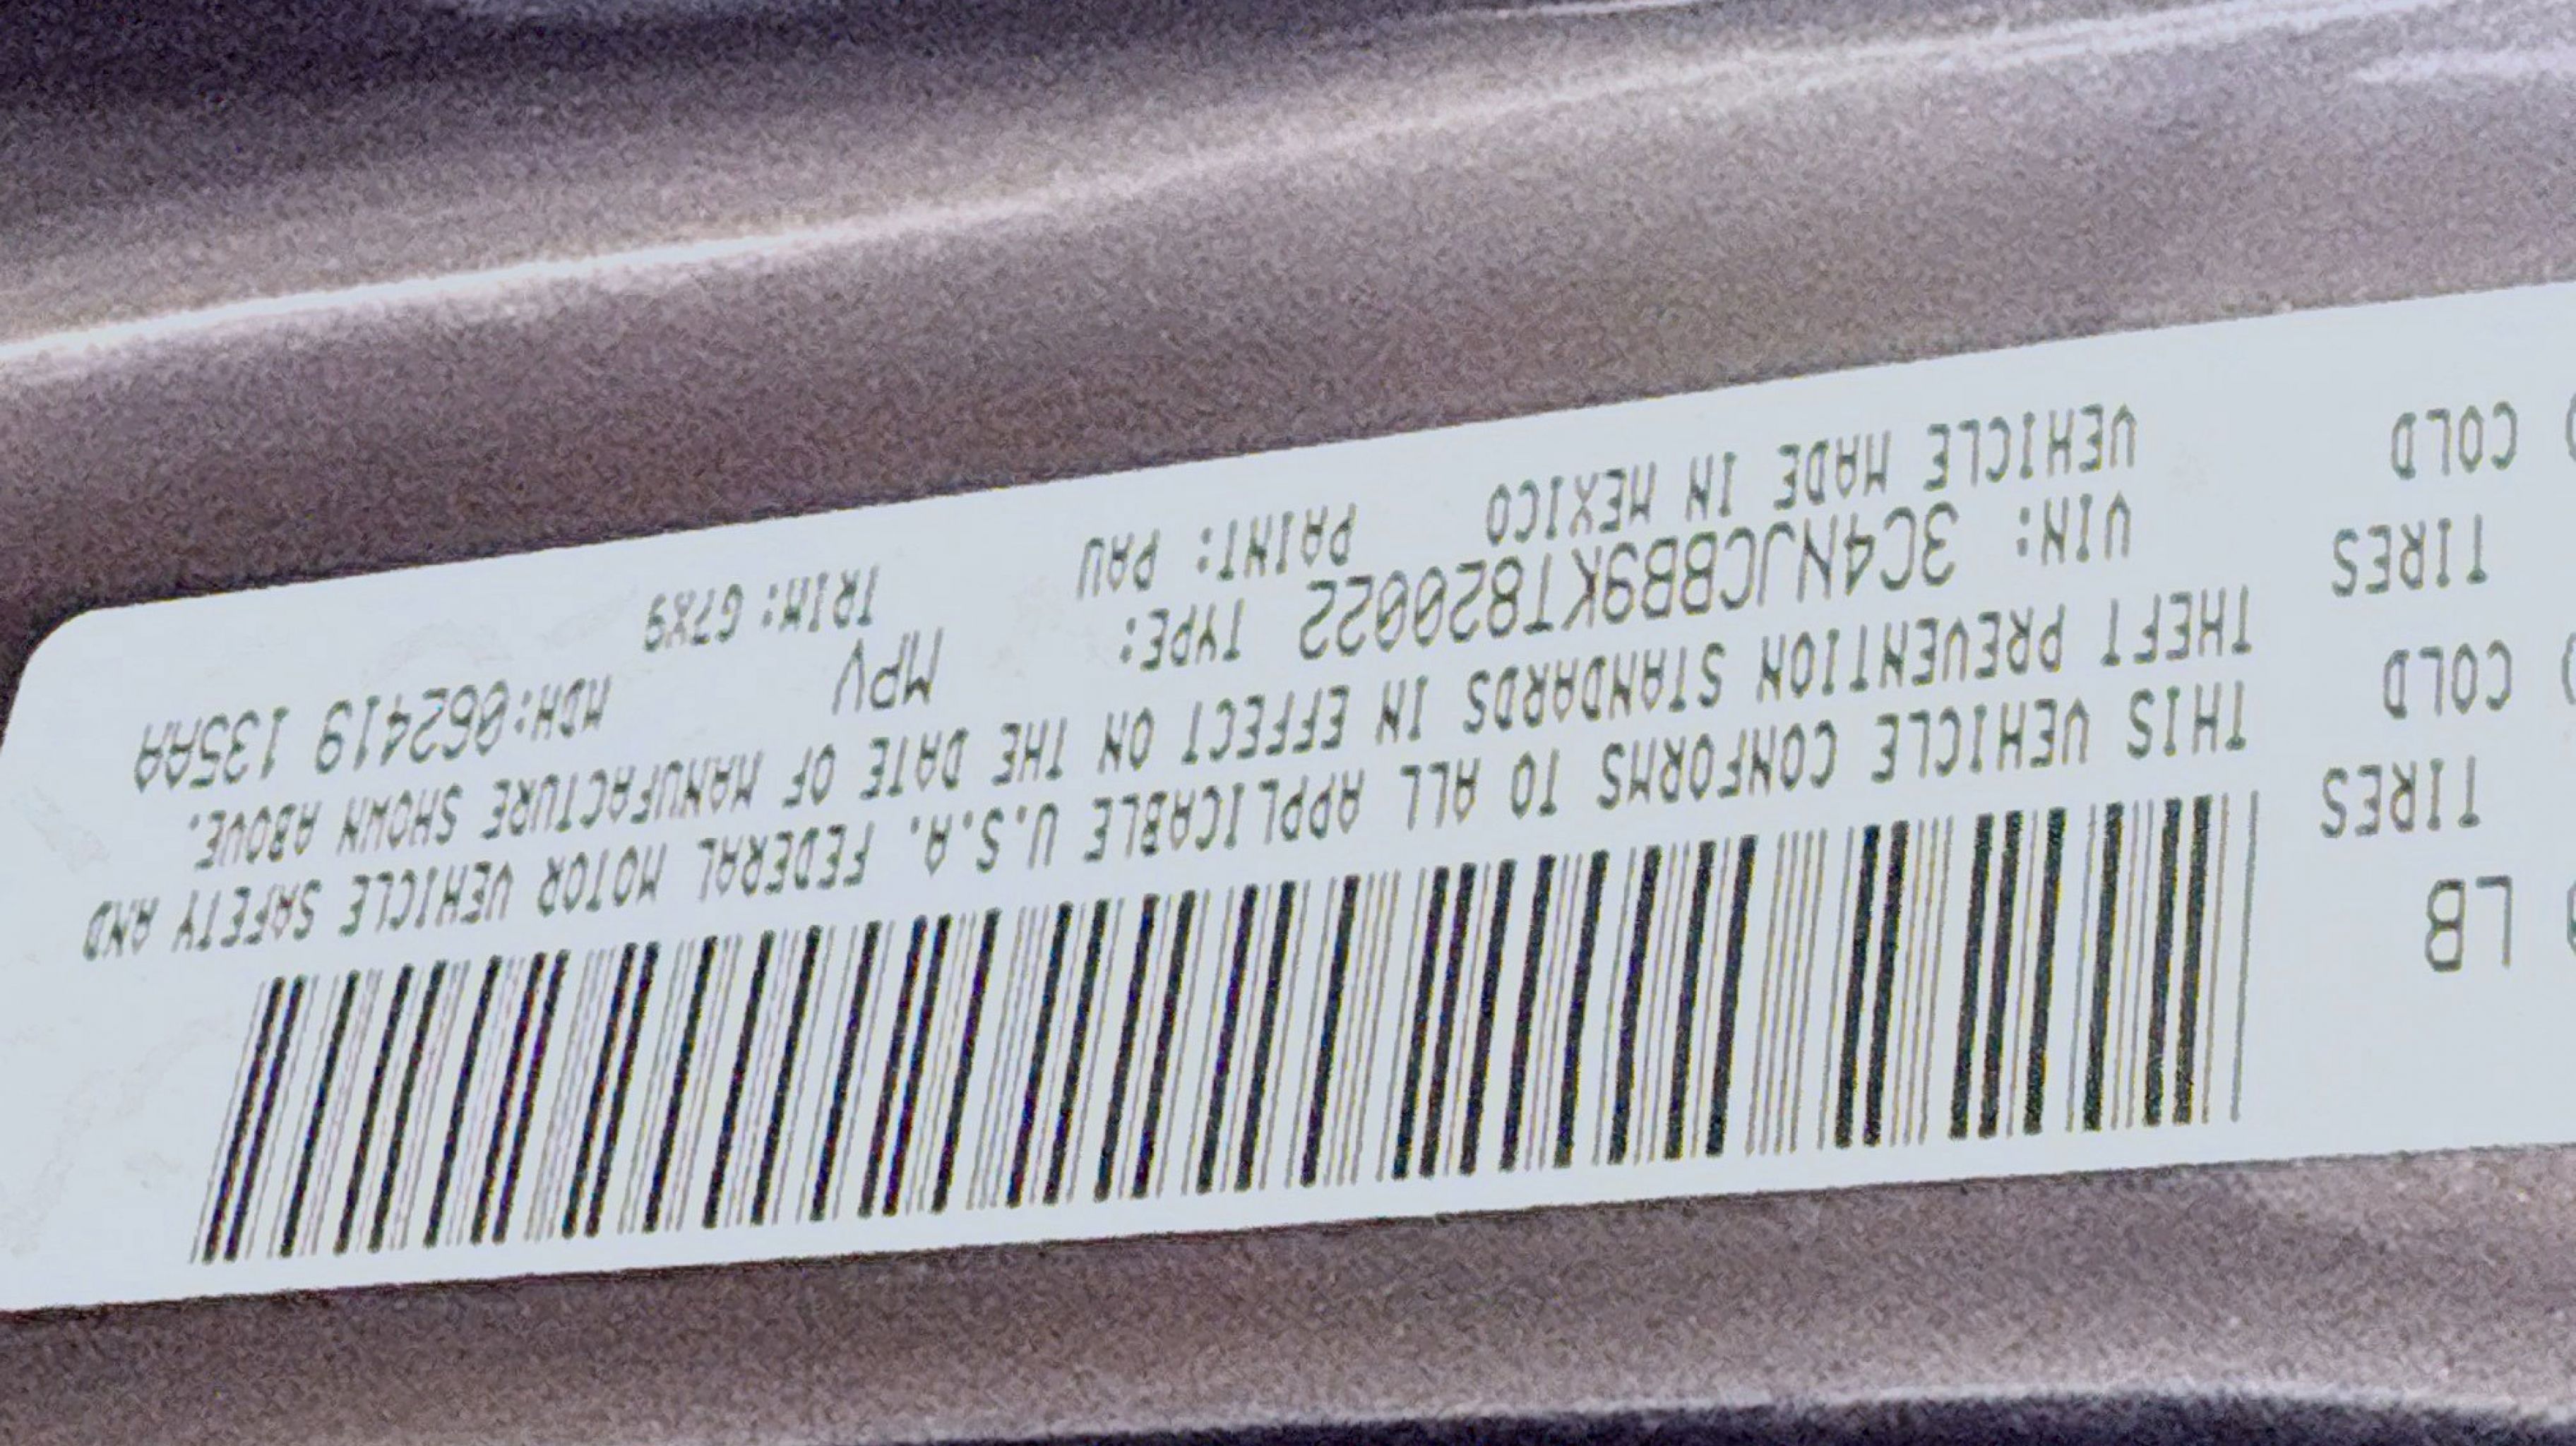 LB
TIRES
COLD
TIRES
COLD
THIS VEHICLE CONFORMS TO ALL APPLICABLE U.S.A. FEDERAL MOTOR VEHICLE SAFETY AND
THEFT PREVENTION STANDARDS IN EFFECT ON THE DATE OF MANUFACTURE SHOWN ABOVE.
VIN: 3C4NJCBB9KT820022 TYPE: MPV MDH:062419 135AA
VEHICLE MADE IN MEXICO PAINT: PAU TRIM: G7X9